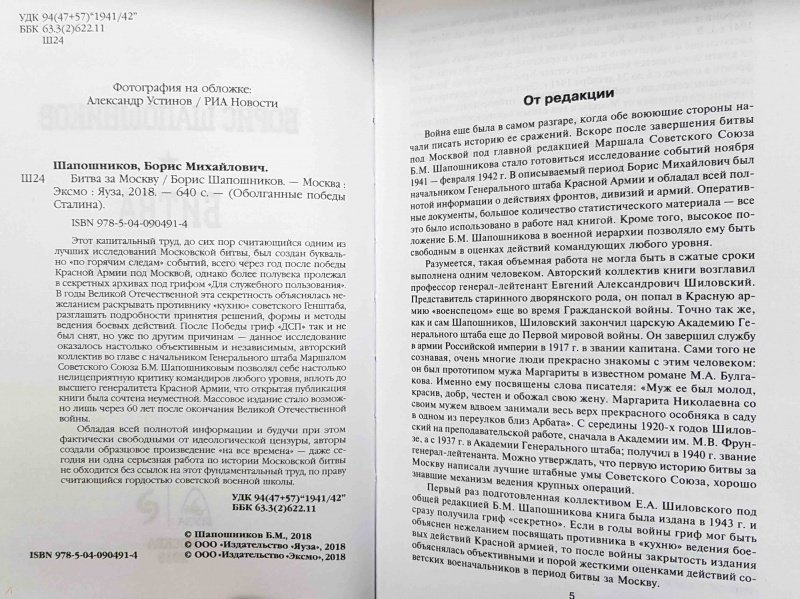 УДК 94(47+57)"1941/42"
ББК 63.3(2)622.11
Ш24
Фотография на обложке:
Александр Устинов / РИА Новости
Шапошников, Борис Михайлович.
Ш24 Битва за Москву / Борис Шапошников. — Москва :
Эксмо : Яуза, 2018. — 640 с. — (Оболганные победы
Сталина).
ISBN 978-5-04-090491-4
Этот капитальный труд, до сих пор считающийся одним из
лучших исследований Московской битвы, был создан букваль-
но «по горячим следам» событий, всего через год после победы
Красной Армии под Москвой, однако более полувека пролежал
в секретных архивах под грифом «Для служебного пользования».
В годы Великой Отечественной эта секретность объяснялась не-
желанием раскрывать противнику «кухню» советского Генштаба,
разглашать подробности принятия решений, формы и методы
ведения боевых действий. После Победы гриф «ДСП» так и не
был снят, но уже по другим причинам — данное исследование
оказалось настолько объективным и независимым, авторский
коллектив во главе с начальником Генерального штаба Маршалом
Советского Союза Б.М. Шапошниковым позволял себе настолько
нелицеприятную критику командиров любого уровня, вплоть до
высшего генералитета Красной Армии, что открытая публикация
книги была сочтена неуместной. Массовое издание стало возмож-
но лишь через 60 лет после окончания Великой Отечественной
войны.
Обладая всей полнотой информации и будучи при этом
фактически свободными от идеологической цензуры, авторы
создали образцовое произведение «на все времена» — даже се-
годня ни одна серьезная работа по истории Московской битвы
не обходится без ссылок на этот фундаментальный труд, по праву
считающийся гордостью советской военной школы.
УДК 94(47+57)"1941/42"
ББК 63.3(2)622.11
© Шапошников Б.М., 2018
© ООО «Издательство «Яуза», 2018
ISBN 978-5-04-090491-4 © ООО «Издательство «Эксмо», 2018
От редакции
Война еще была в самом разгаре, когда обе воюющие стороны на-
чали писать историю ее сражений. Вскоре после завершения битвы
под Москвой под главной редакцией Маршала Советского Союза
Б.М. Шапошникова стало готовиться исследование событий ноября
1941 — февраля 1942 г. В описываемый период Борис Михайлович был
начальником Генерального штаба Красной Армии и обладал всей пол-
нотой информации о действиях фронтов, дивизий и армий. Оператив-
ные документы, большое количество статистического материала — все
это было использовано в работе над книгой. Кроме того, высокое по-
ложение Б.М. Шапошникова в военной иерархии позволяло ему быть
свободным в оценках действий командующих любого уровня.
Разумеется, такая объемная работа не могла быть в сжатые сроки
выполнена одним человеком. Авторский коллектив книги возглавил
профессор генерал-лейтенант Евгений Александрович Шиловский.
Представитель старинного дворянского рода, он попал в Красную ар-
мию «военспецом» еще во время Гражданской войны. Точно так же,
как и сам Шапошников, Шиловский закончил царскую Академию Ге-
нерального штаба еще до Первой мировой войны. Он завершил службу
в армии Российской империи в 1917 г. в звании капитана. Сами того не
сознавая, очень многие люди прекрасно знакомы с этим человеком:
он был прототипом мужа Маргариты в известном романе М.А. Булга-
кова. Именно ему посвящены слова писателя: «Муж ее был молод,
красив, добр, честен и обожал свою жену. Маргарита Николаевна со
своим мужем вдвоем занимали весь верх прекрасного особняка в саду
в одном из переулков близ Арбата». С середины 1920-х годов Шилов-
ский на преподавательской работе, сначала в Академии им. М.В. Фрун-
зе, а с 1937 г. в Академии Генерального штаба; получил в 1940 г. звание
генерал-лейтенанта. Можно утверждать, что первую историю битвы за
Москву написали лучшие штабные умы Советского Союза, хорошо
знавшие механизм ведения крупных операций.
Первый раз подготовленная коллективом Е.А. Шиловского под
общей редакцией Б.М. Шапошникова книга была издана в 1943 г. и
сразу получила гриф «секретно». Если в годы войны гриф мог быть
объяснен нежеланием посвящать противника в «кухню» ведения бое-
вых действий Красной армией, то после войны закрытость издания
объяснялась объективными и порой жесткими оценками действий со-
ветских военачальников в период битвы за Москву.
5